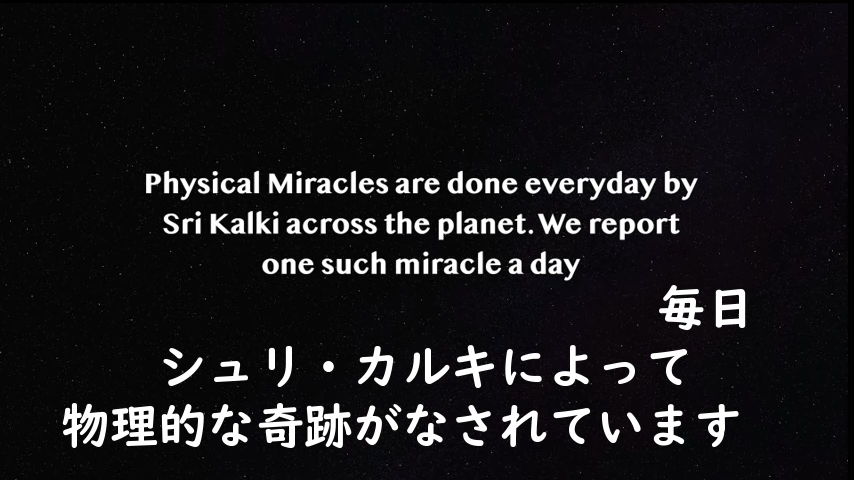 Physical Miracles are done everyday by
Sri Kalki across the planet. We report
one such miracle a day
毎日
シュリ・カルキによって
物理的な奇跡がなされています